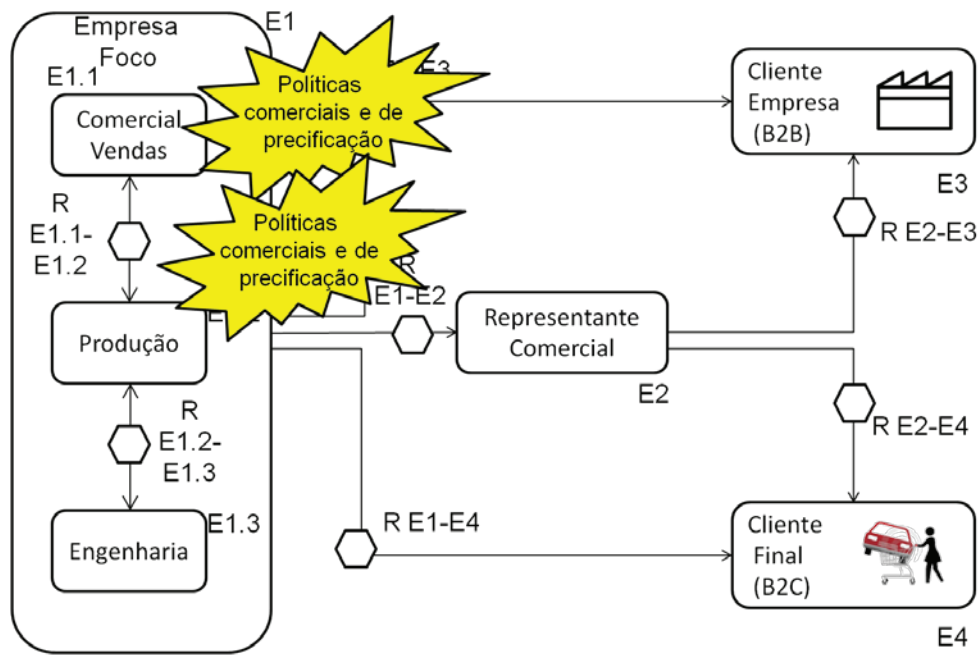 Empresa
Foco
E1
E1.1
Comercial
Vendas
Políticas
comerciais e de
precificação
Cliente
Empresa
(B2B)
E3
R
E1.1-
E1.2
Políticas
comerciais e de
precificação
R
E1-E2
R E2-E3
Produção
Representante
Comercial
E2
R
E1.2-
E1.3
R E2-E4
E1.3
Engenharia
R E1-E4
Cliente
Final
(B2C)
E4